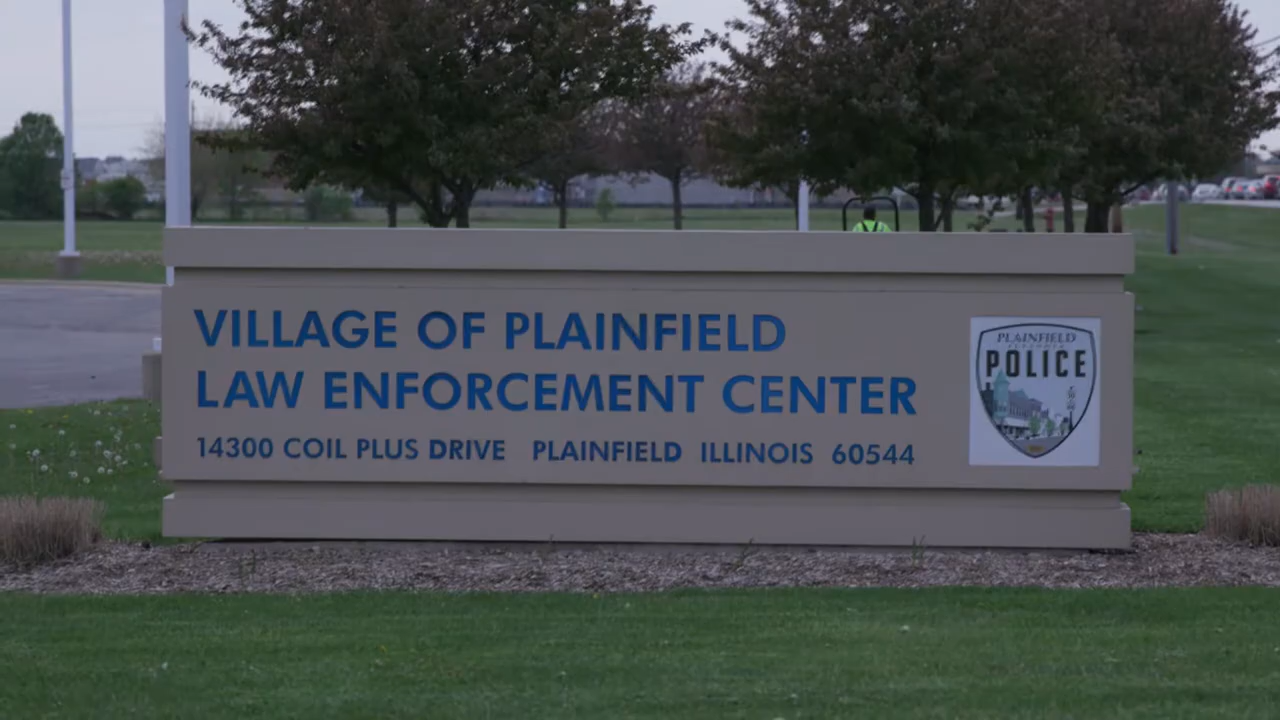 VILLAGE OF PLAINFIELD
LAW ENFORCEMENT CENTER
14300 COIL PLUS DRIVE PLAINFIELD ILLINOIS 60544
PLAINFIELD
POLICE